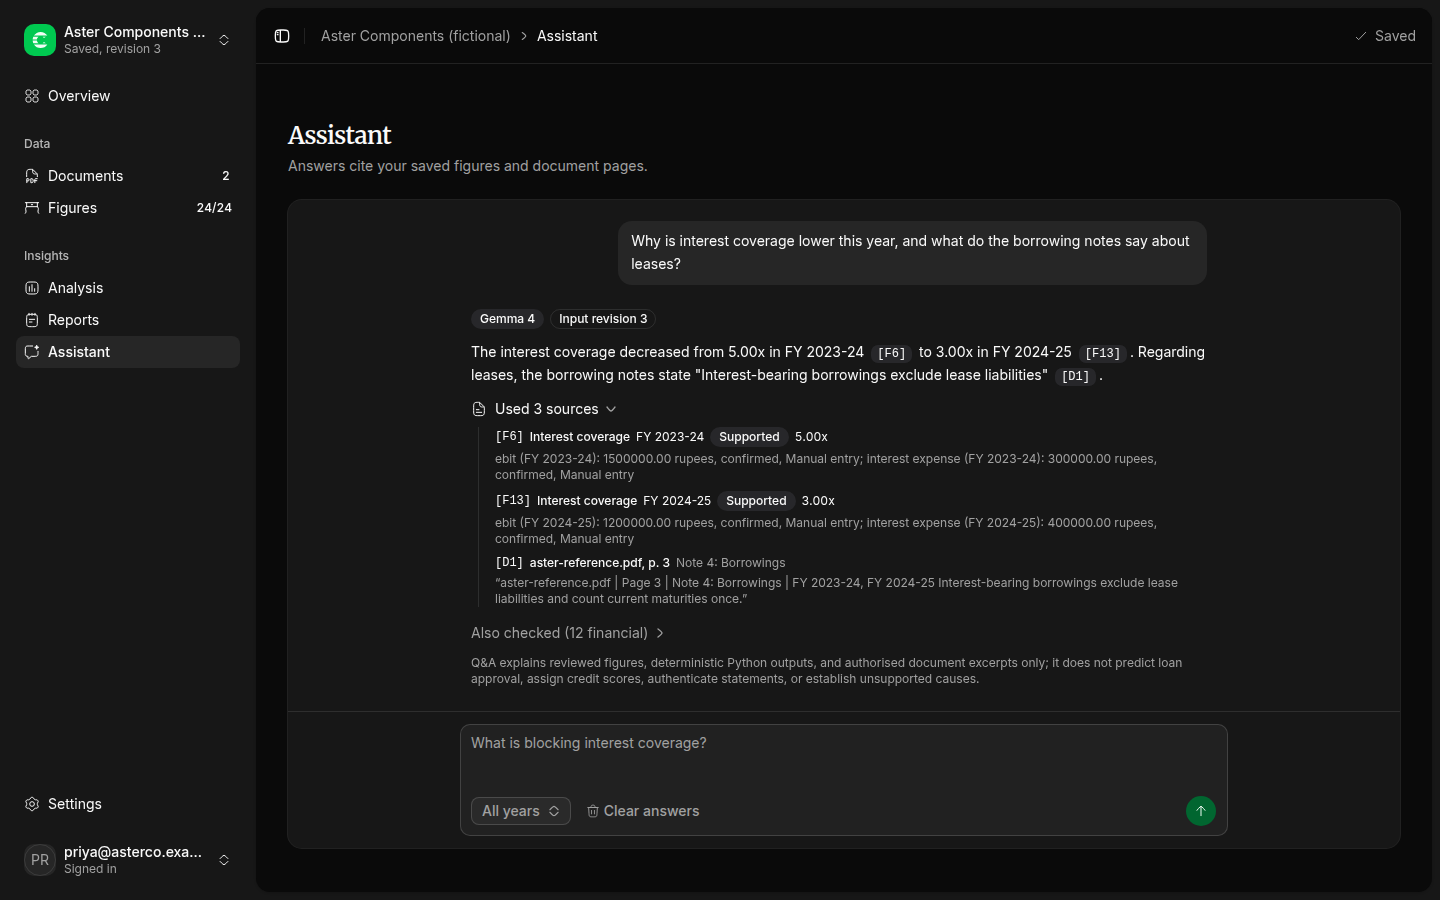 Aster Components ...
Saved, revision 3
Overview
Data
Documents 2
Figures 24/24
Insights
Analysis
Reports
Assistant
Settings
PR
priya@asterco.exa...
Signed in
Aster Components (fictional) > Assistant
Saved
Assistant
Answers cite your saved figures and document pages.
Why is interest coverage lower this year, and what do the borrowing notes say about
leases?
Gemma 4 Input revision 3
The interest coverage decreased from 5.00x in FY 2023-24 [F6] to 3.00x in FY 2024-25 [F13] . Regarding
leases, the borrowing notes state "Interest-bearing borrowings exclude lease liabilities" [D1] .
Used 3 sources
[F6] Interest coverage FY 2023-24 Supported 5.00x
ebit (FY 2023-24): 1500000.00 rupees, confirmed, Manual entry; interest expense (FY 2023-24): 300000.00 rupees,
confirmed, Manual entry
[F13] Interest coverage FY 2024-25 Supported 3.00x
ebit (FY 2024-25): 1200000.00 rupees, confirmed, Manual entry; interest expense (FY 2024-25): 400000.00 rupees,
confirmed, Manual entry
[D1] aster-reference.pdf, p. 3 Note 4: Borrowings
“aster-reference.pdf | Page 3 | Note 4: Borrowings | FY 2023-24, FY 2024-25 Interest-bearing borrowings exclude lease
liabilities and count current maturities once.”
Also checked (12 financial)
Q&A explains reviewed figures, deterministic Python outputs, and authorised document excerpts only; it does not predict loan
approval, assign credit scores, authenticate statements, or establish unsupported causes.
What is blocking interest coverage?
All years
Clear answers